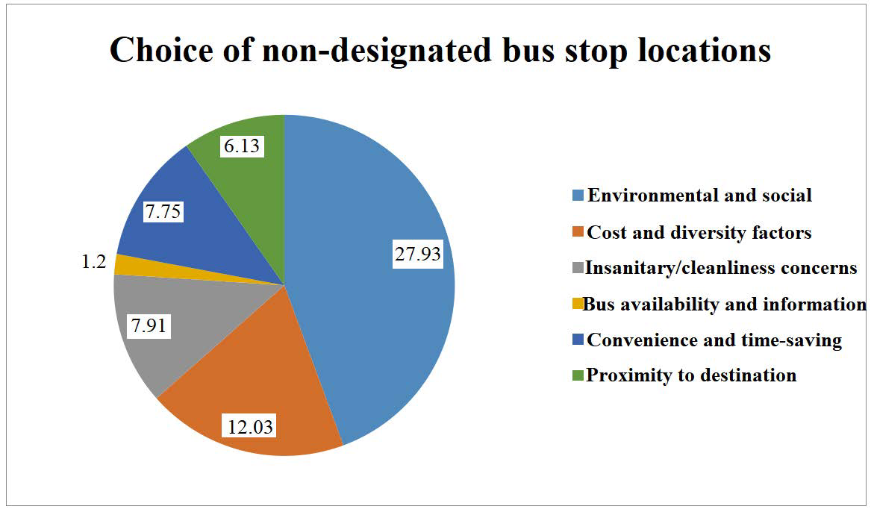 Choice of non-designated bus stop locations
6.13
7.75
27.93
1.2
7.91
12.03
Environmental and social
Cost and diversity factors
Insanitary/cleanliness concerns
Bus availability and information
Convenience and time-saving
Proximity to destination